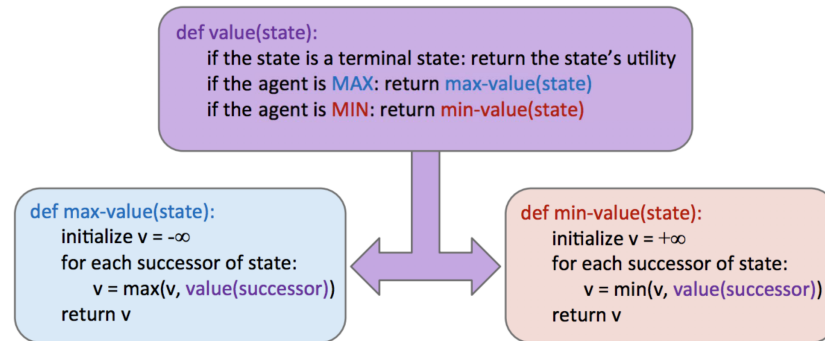 def value(state):
if the state is a terminal state: return the state's utility
if the agent is MAX: return max-value(state)
if the agent is MIN: return min-value(state)
def max-value(state):
initialize v = -∞
for each successor of state:
v = max(v, value(successor))
return v
def min-value(state):
initialize v = +∞
for each successor of state:
v = min(v, value(successor))
return v